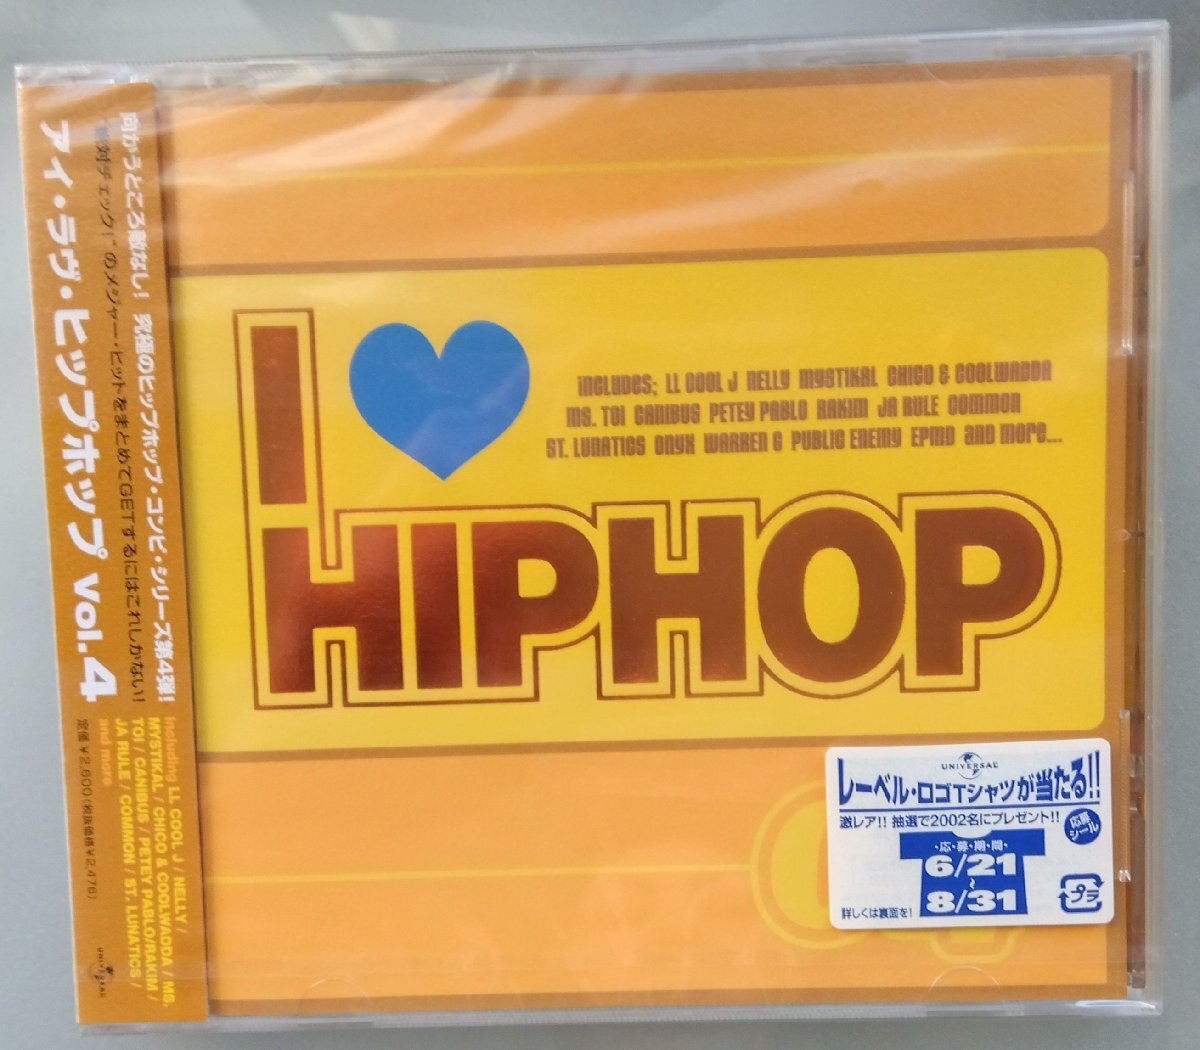 向かうところ敵なし! 究極のヒップホップ・コンピ・シリーズ第4弾!
対チェック!"のメジャー・ヒットをまとめてGETするにはこれしかない!
アイ・ラヴ・ヒップホップ vol.4
including LL COOL J / NELLY /
MYSTIKAL / CHICO & COOLWADDA / MS.
TOI / CANIBUS / PETEY PABLO/RAKIM /
JA RULE / COMMON / ST. LUNATICS /
and more
定価¥2,600(税抜価格¥2,476)
UNIVERSAL
I
includes; LL COOL J NELLY MYSTIKAL CHICO & COOLWADDA
MS. TOI CANIBUS PETEY PABLO RAKIM JA RULE COMMON
ST. LUNATICS ONYX WARREN G PUBLIC ENEMY EPMD and more...
HIPHOP
UNIVERSAL
レーベル・ロゴTシャツが当たる!!
激レア!! 抽選で2002名にプレゼント!!
応募
シール
・応・募・期・間・
6/21
~
8/31
詳しくは裏面を!
プラ